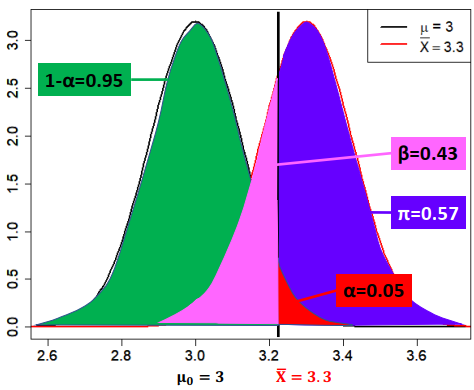 μ = 3
X̅ = 3.3
1-α=0.95
β=0.43
π=0.57
α=0.05
3.0
2.5
2.0
1.5
1.0
0.5
0.0
2.6 2.8 3.0 3.2 3.4 3.6
μ₀ = 3 X̅ = 3.3